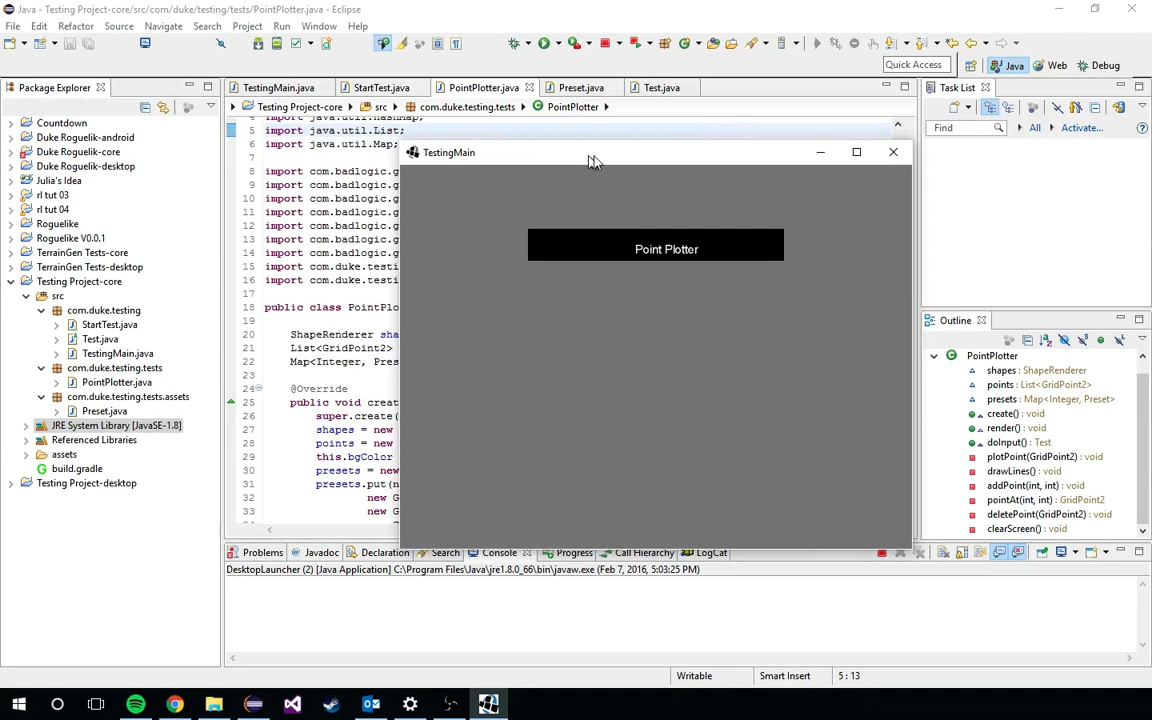 Java - Testing Project-core/src/com/duke/testing/tests/PointPlotter.java - Eclipse
File Edit Refactor Source Navigate Search Project Run Window Help
Quick Access Java Web Debug
Package Explorer
Countdown
Duke Roguelik-android
Duke Roguelik-core
Duke Roguelik-desktop
Julia's Idea
rl tut 03
rl tut 04
Roguelike
Roguelike V0.0.1
TerrainGen Tests-core
TerrainGen Tests-desktop
Testing Project-core
src
com.duke.testing
StartTest.java
Test.java
TestingMain.java
com.duke.testing.tests
PointPlotter.java
com.duke.testing.tests.assets
Preset.java
JRE System Library [JavaSE-1.8]
Referenced Libraries
assets
build.gradle
Testing Project-desktop
TestingMain.java StartTest.java PointPlotter.java Preset.java Test.java
Testing Project-core src com.duke.testing.tests PointPlotter
4 import java.util.HashMap;
5 import java.util.List;
6 import java.util.Map;
7
8 import com.badlogic.g
9 import com.badlogic.g
10 import com.badlogic.g
11 import com.badlogic.g
12 import com.badlogic.g
13 import com.badlogic.g
14 import com.badlogic.g
15 import com.duke.testi
16 import com.duke.testi
17
18 public class PointPlo
19
20 ShapeRenderer sha
21 List<GridPoint2>
22 Map<Integer, Pres
23
24 @Override
25 public void creat
26 super.create(
27 shapes = new
28 points = new
29 this.bgColor
30 presets = new
31 presets.put(n
32 new G
33 new G
TestingMain
Point Plotter
Task List
Find All Activate...
Outline
PointPlotter
shapes : ShapeRenderer
points : List<GridPoint2>
presets : Map<Integer, Preset>
create() : void
render() : void
doInput() : Test
plotPoint(GridPoint2) : void
drawLines() : void
addPoint(int, int) : void
pointAt(int, int) : GridPoint2
deletePoint(GridPoint2) : void
clearScreen() : void
Problems Javadoc Declaration Search Console Progress Call Hierarchy LogCat
DesktopLauncher (2) [Java Application] C:\Program Files\Java\jre1.8.0_66\bin\javaw.exe (Feb 7, 2016, 5:03:25 PM)
Writable Smart Insert 5 : 13